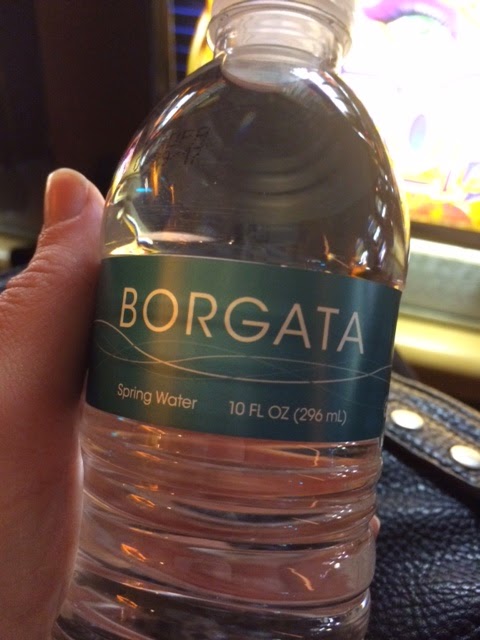 BORGATA
Spring Water 10 FL OZ (296 mL)